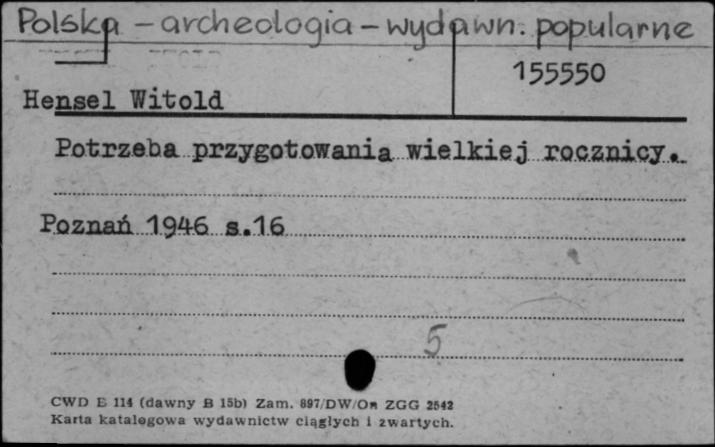 Polska - archeologia - wydawn. popularne
155550
Hensel Witold
Potrzeba przygotowania wielkiej rocznicy.
Poznań 1946 s.16
5
CWD E 114 (dawny B 15b) Zam. 897/DW/Om ZGG 2542
Karta katalogowa wydawnictw ciągłych i zwartych.